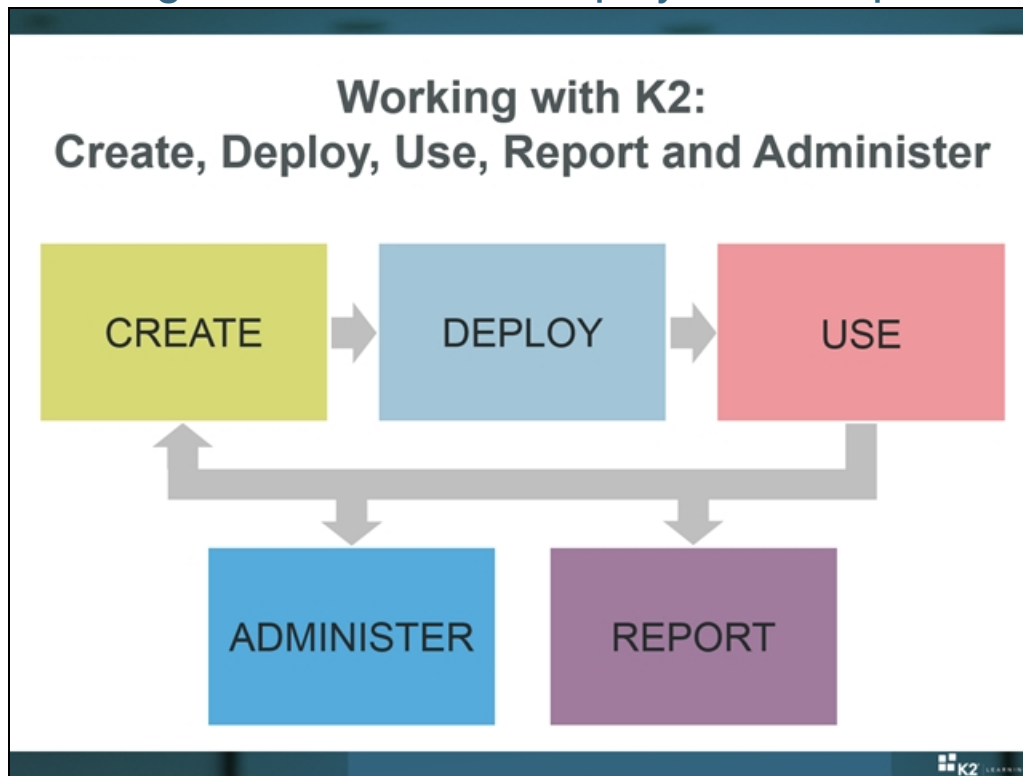 Working with K2:
Create, Deploy, Use, Report and Administer
CREATE
DEPLOY
USE
ADMINISTER
REPORT
K2